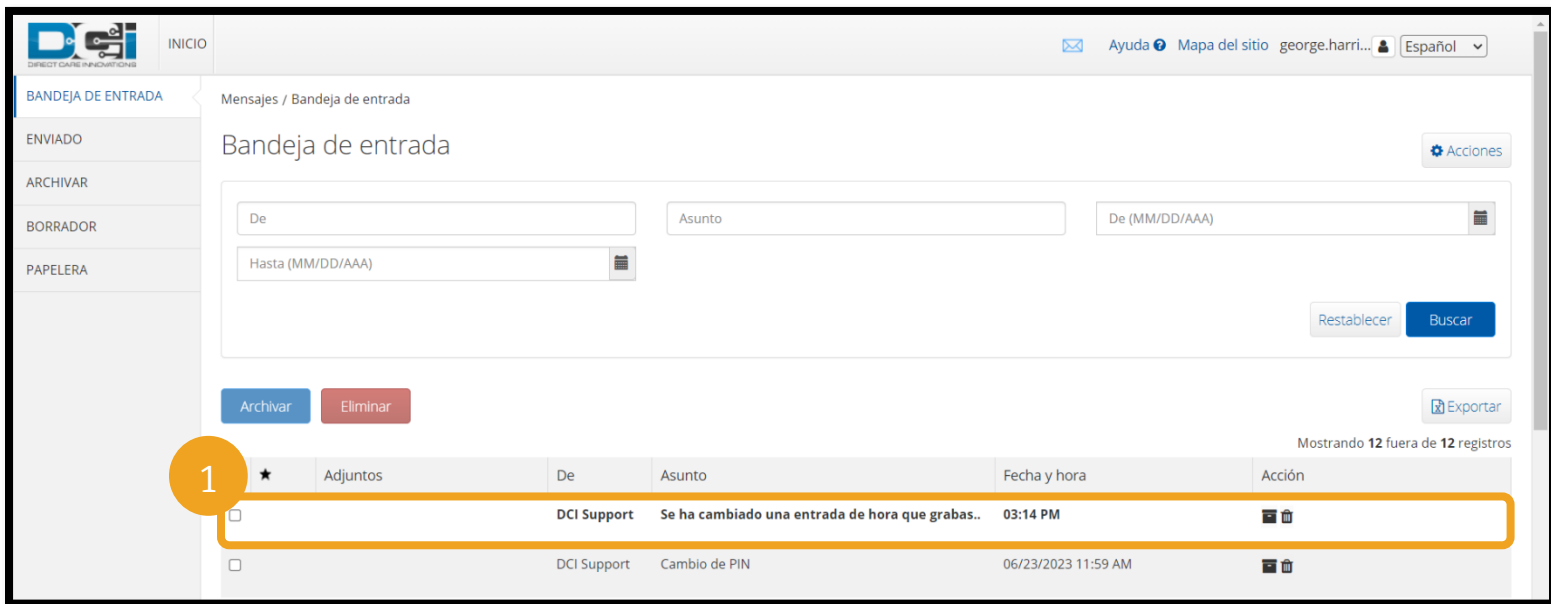 DCI
DIRECT CARE INNOVATIONS
INICIO
Ayuda Mapa del sitio george.harri... Español
BANDEJA DE ENTRADA
ENVIADO
ARCHIVAR
BORRADOR
PAPELERA
Mensajes / Bandeja de entrada
Bandeja de entrada
Acciones
De Asunto De (MM/DD/AAA)
Hasta (MM/DD/AAA)
Restablecer Buscar
Archivar Eliminar Exportar
Mostrando 12 fuera de 12 registros
1
Adjuntos De Asunto Fecha y hora Acción
DCI Support Se ha cambiado una entrada de hora que grabas.. 03:14 PM
DCI Support Cambio de PIN 06/23/2023 11:59 AM